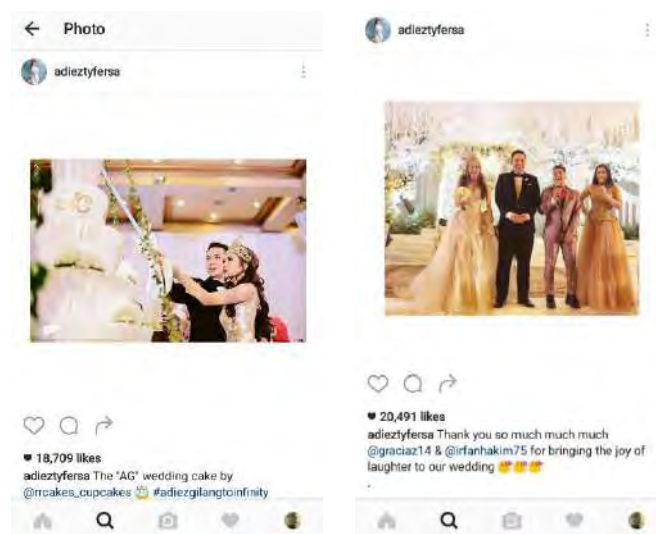 Photo
adieztyfersa
18,709 likes
adieztyfersa The "AG" wedding cake by
@rrcakes_cupcakes 🎂 #adiezgilangtoinfinity
adieztyfersa
20,491 likes
adieztyfersa Thank you so much much much
@graciaz14 & @irfanhakim75 for bringing the joy of
laughter to our wedding
.